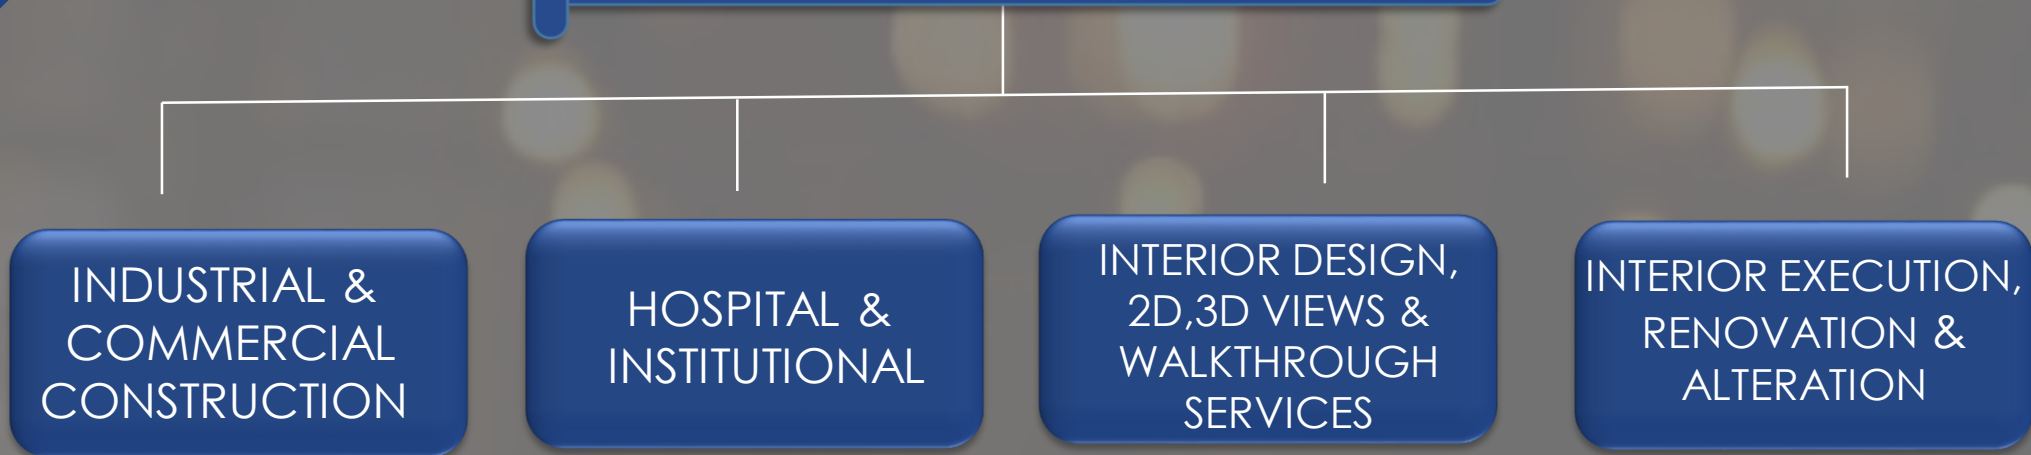 INDUSTRIAL &
COMMERCIAL
CONSTRUCTION
HOSPITAL &
INSTITUTIONAL
INTERIOR DESIGN,
2D,3D VIEWS &
WALKTHROUGH
SERVICES
INTERIOR EXECUTION,
RENOVATION &
ALTERATION